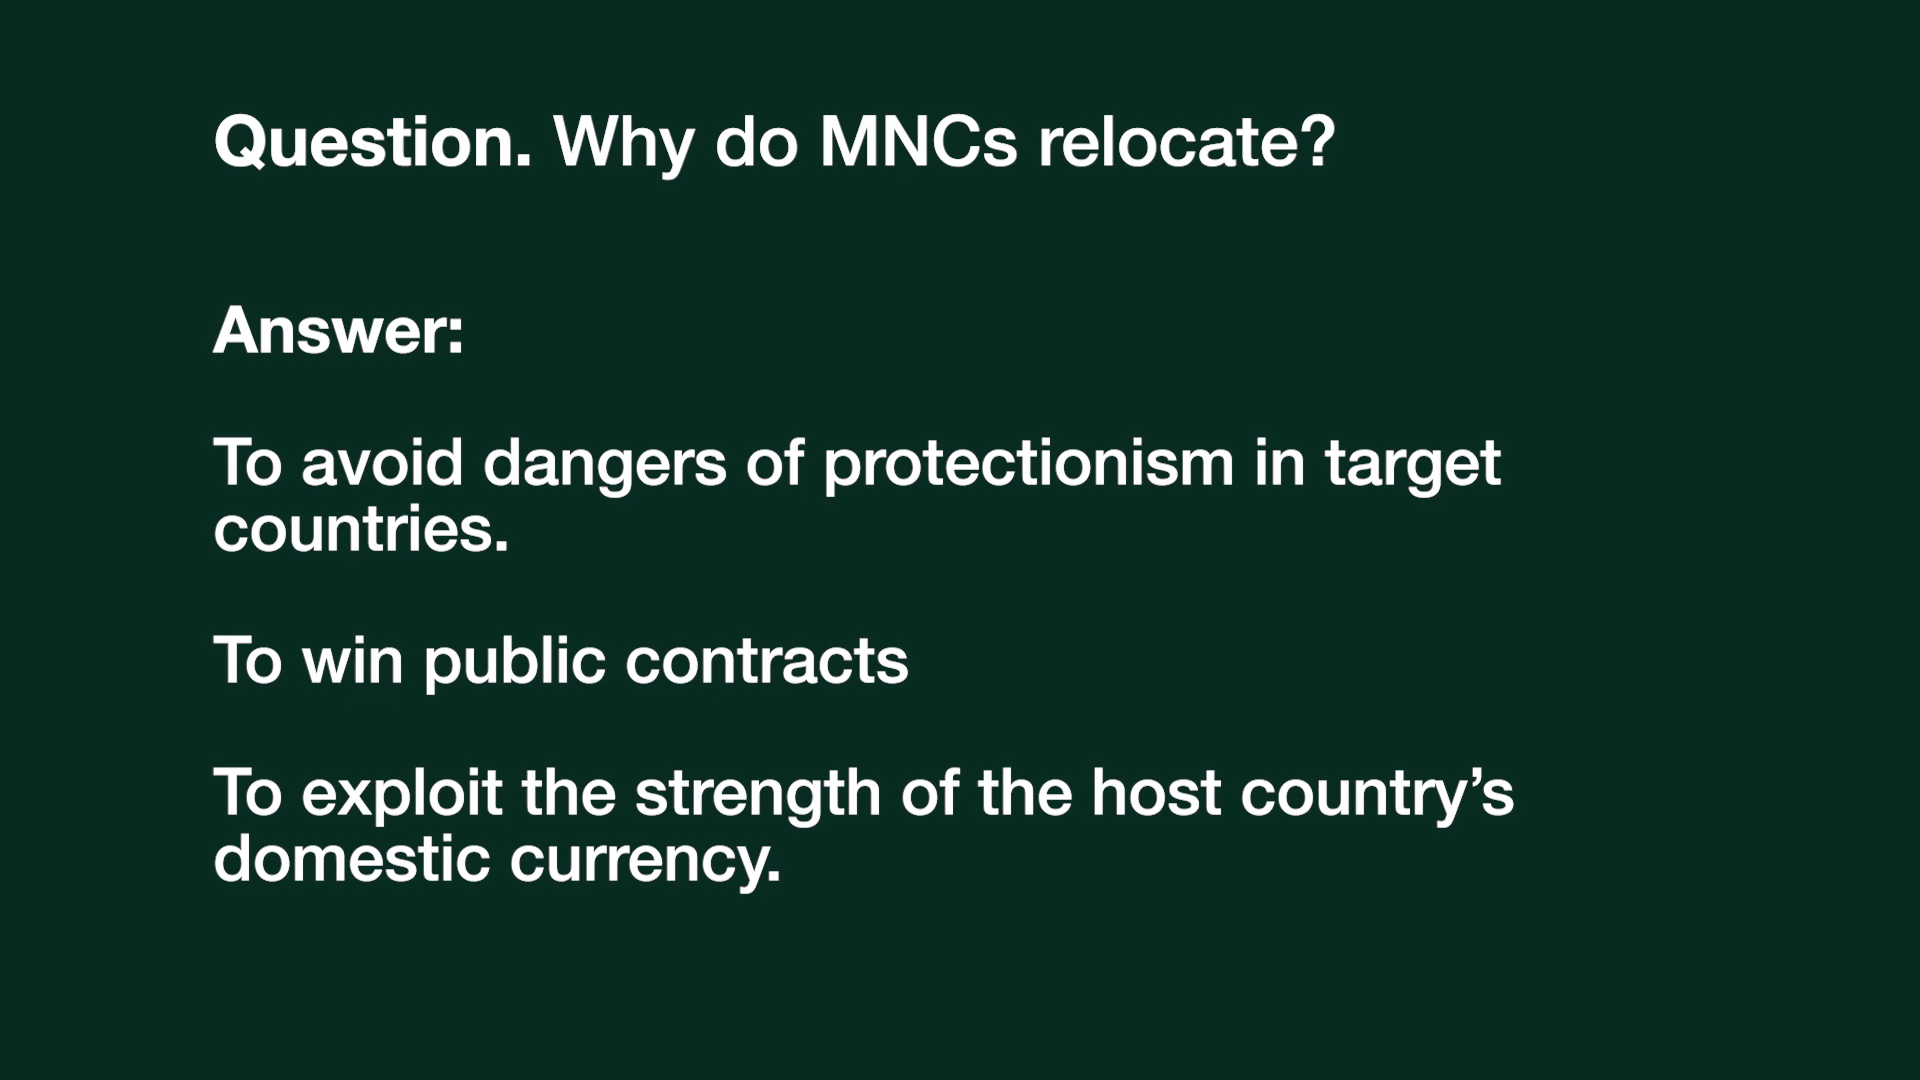 Question. Why do MNCs relocate?
Answer:
To avoid dangers of protectionism in target
countries.
To win public contracts
To exploit the strength of the host country’s
domestic currency.